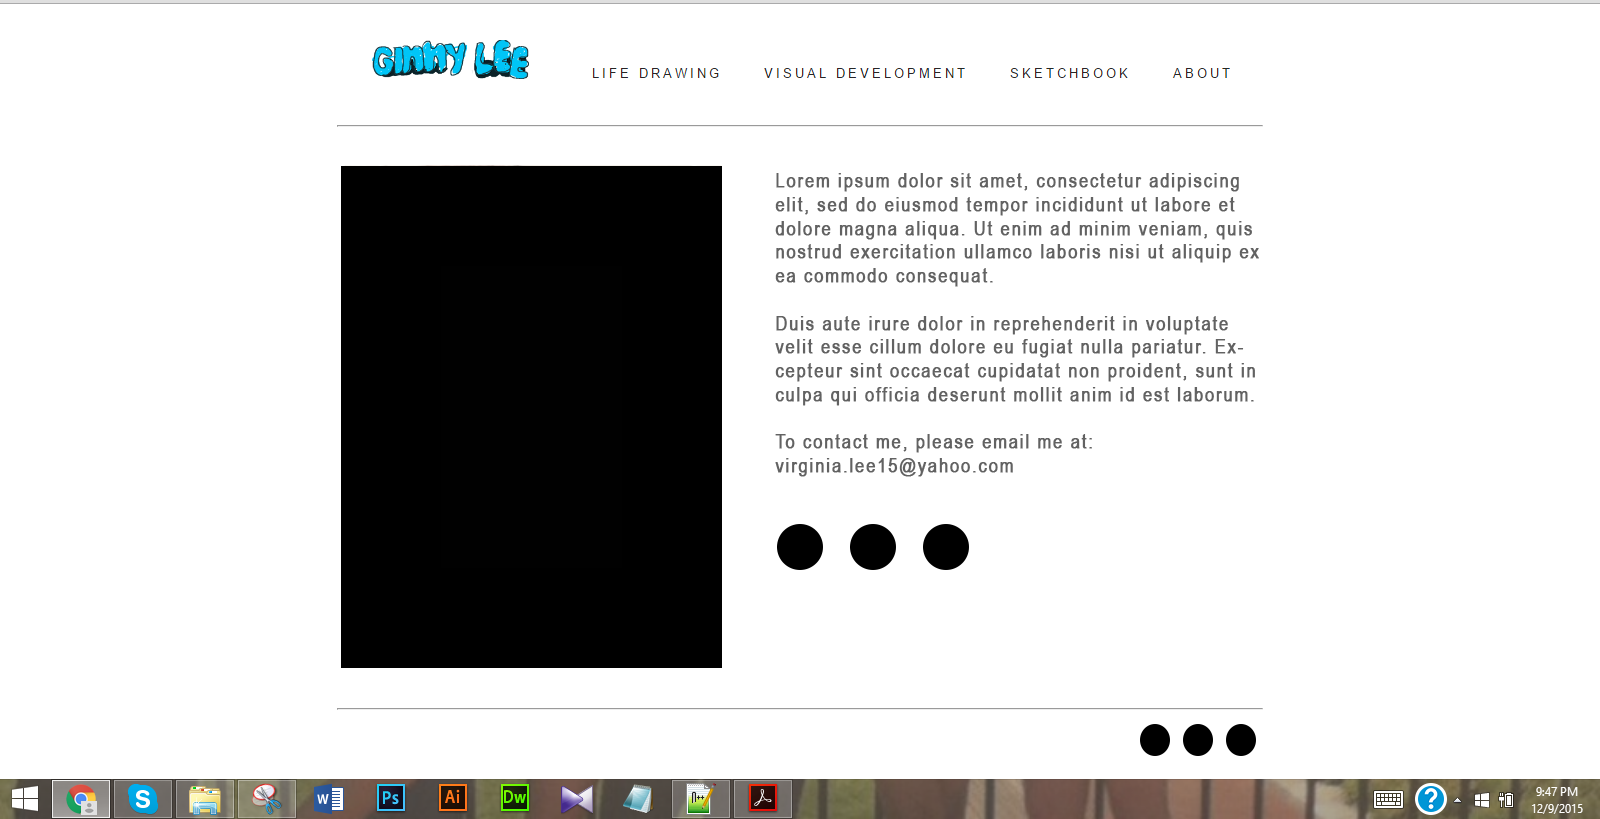 GINNY LEE
LIFE DRAWING
VISUAL DEVELOPMENT
SKETCHBOOK
ABOUT
Lorem ipsum dolor sit amet, consectetur adipiscing
elit, sed do eiusmod tempor incididunt ut labore et
dolore magna aliqua. Ut enim ad minim veniam, quis
nostrud exercitation ullamco laboris nisi ut aliquip ex
ea commodo consequat.
Duis aute irure dolor in reprehenderit in voluptate
velit esse cillum dolore eu fugiat nulla pariatur. Ex-
cepteur sint occaecat cupidatat non proident, sunt in
culpa qui officia deserunt mollit anim id est laborum.
To contact me, please email me at:
virginia.lee15@yahoo.com
S
W
Ps
Ai
Dw
?
9:47 PM
12/9/2015